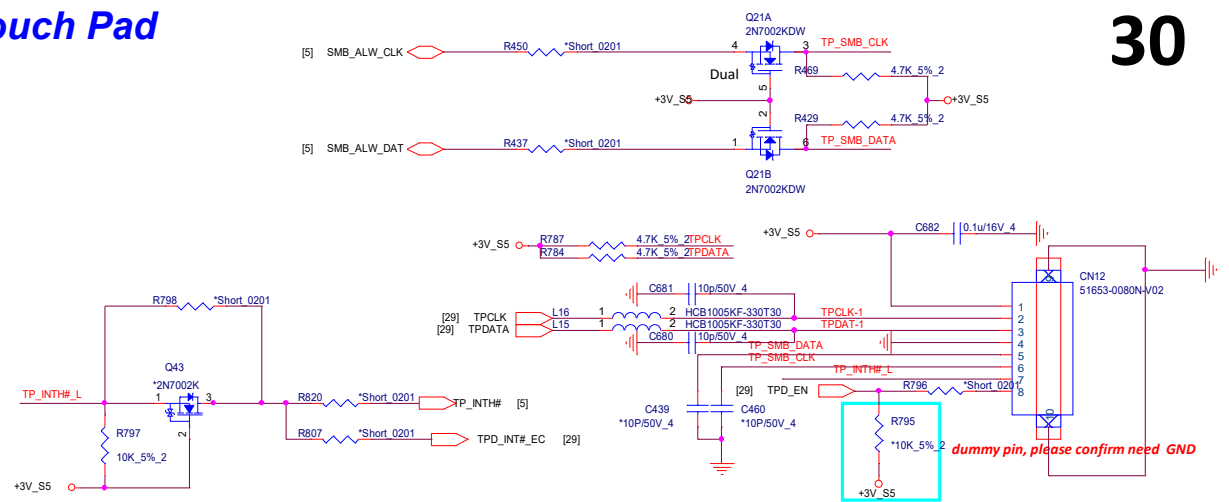 ouch Pad
30
Q21A
2N7002KDW
[5] SMB_ALW_CLK
R450 *Short_0201
4 3
TP_SMB_CLK
Dual
R469 4.7K_5%_2
5
+3V_S5
+3V_S5
2
R429 4.7K_5%_2
[5] SMB_ALW_DAT
R437 *Short_0201
1 6
TP_SMB_DATA
Q21B
2N7002KDW
+3V_S5
R787 4.7K_5%_2 TPCLK
R784 4.7K_5%_2 TPDATA
+3V_S5
C682 0.1u/16V_4
CN12
51653-0080N-V02
9
1
2
3
4
5
6
7
8
10
C681 10p/50V_4
[29] TPCLK L16 1 2 HCB1005KF-330T30 TPCLK-1
[29] TPDATA L15 1 2 HCB1005KF-330T30 TPDAT-1
C680 10p/50V_4
TP_SMB_DATA
TP_SMB_CLK
TP_INTH#_L
[29] TPD_EN
R796 *Short_0201
C439
*10P/50V_4
C460
*10P/50V_4
R795
*10K_5%_2
+3V_S5
dummy pin, please confirm need GND
R798 *Short_0201
Q43
*2N7002K
TP_INTH#_L
1 3
2
R797
10K_5%_2
+3V_S5
R820 *Short_0201
TP_INTH# [5]
R807 *Short_0201
TPD_INT#_EC [29]